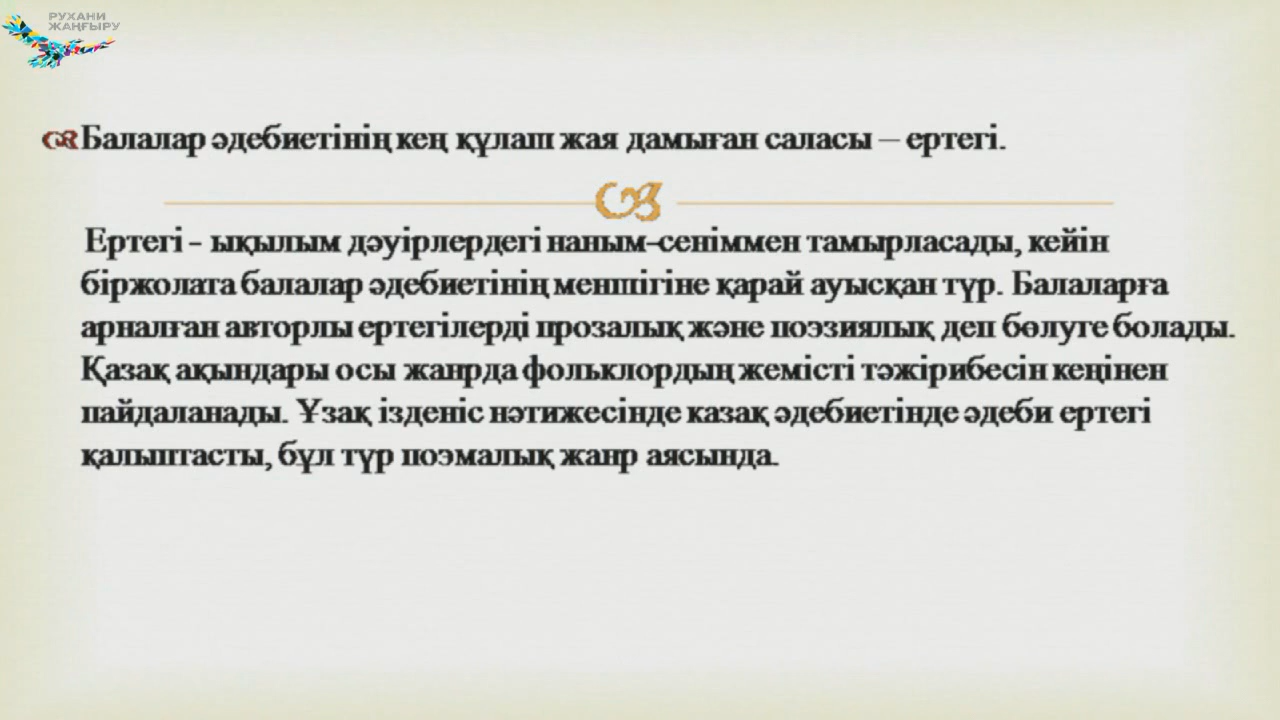 РУХАНИ
ЖАҢҒЫРУ
Балалар әдебиетінің кең құлаш жая дамыған саласы – ертегі.
Ертегі - ықылым дәуірлердегі наным-сеніммен тамырласады, кейін
біржолата балалар әдебиетінің меншігіне қарай ауысқан түр. Балаларға
арналған авторлы ертегілерді прозалық және поэзиялық деп бөлуге болады.
Қазақ ақындары осы жанрда фольклордың жемісті тәжірибесін кеңінен
пайдаланады. Ұзақ ізденіс нәтижесінде казақ әдебиетінде әдеби ертегі
қалыптасты, бұл түр поэмалық жанр аясында.